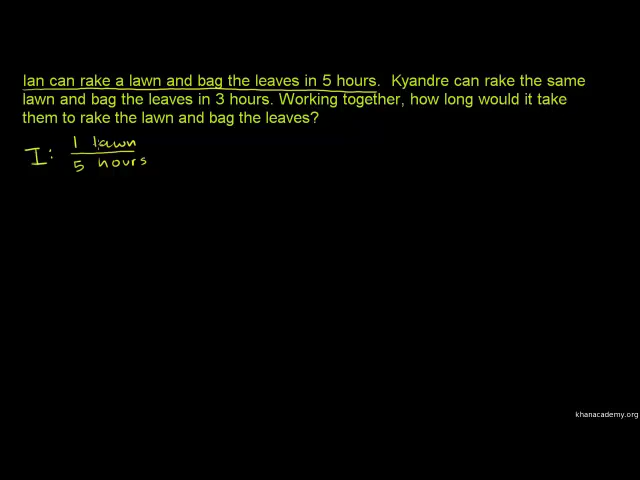 Ian can rake a lawn and bag the leaves in 5 hours. Kyandre can rake the same
lawn and bag the leaves in 3 hours. Working together, how long would it take
them to rake the lawn and bag the leaves?
I: 1 lawn
5 hours
khanacademy.org